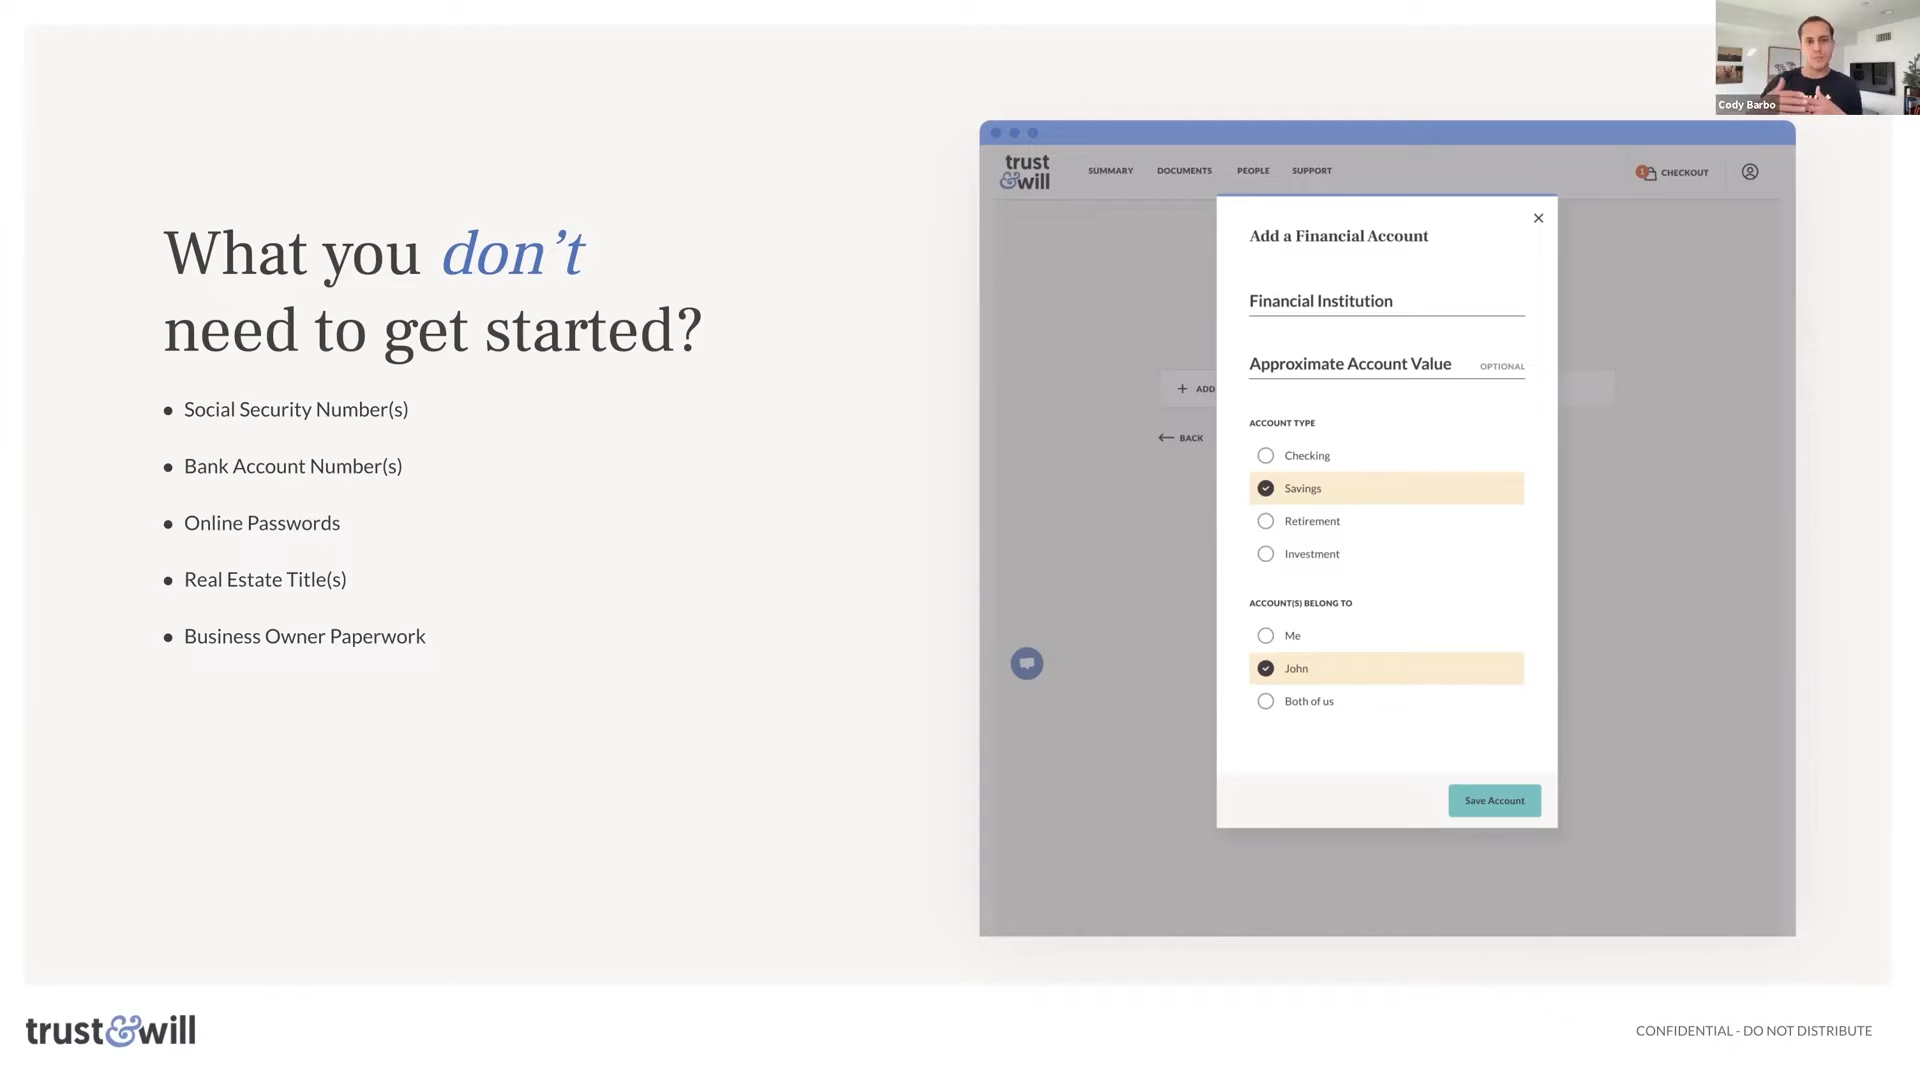 Cody Barbo
trust
&will
SUMMARY DOCUMENTS PEOPLE SUPPORT
1 CHECKOUT
What you don’t
need to get started?
• Social Security Number(s)
• Bank Account Number(s)
• Online Passwords
• Real Estate Title(s)
• Business Owner Paperwork
+ ADD
← BACK
Add a Financial Account
Financial Institution
Approximate Account Value OPTIONAL
ACCOUNT TYPE
Checking
Savings
Retirement
Investment
ACCOUNT(S) BELONG TO
Me
John
Both of us
Save Account
trust&will
CONFIDENTIAL - DO NOT DISTRIBUTE